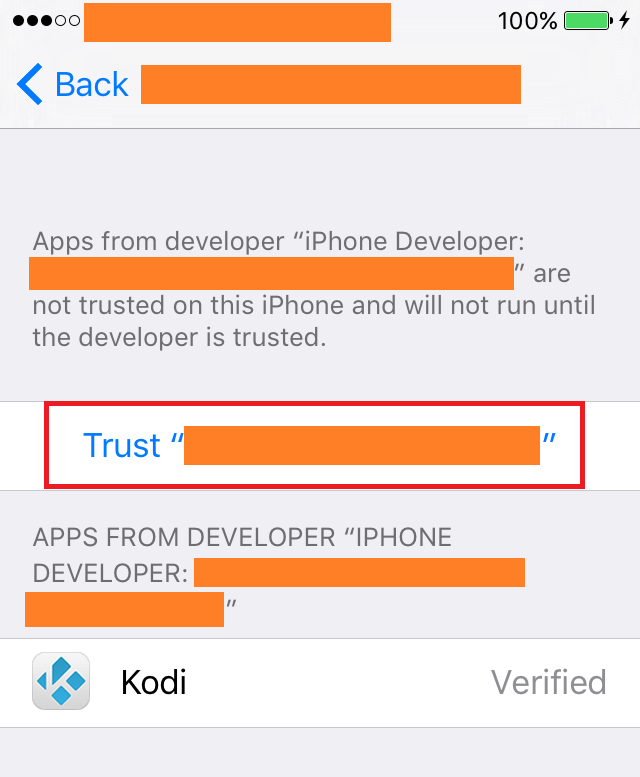 100%
Back
Apps from developer “iPhone Developer:
” are
not trusted on this iPhone and will not run until
the developer is trusted.
Trust “ ”
APPS FROM DEVELOPER “IPHONE
DEVELOPER:
”
Kodi Verified